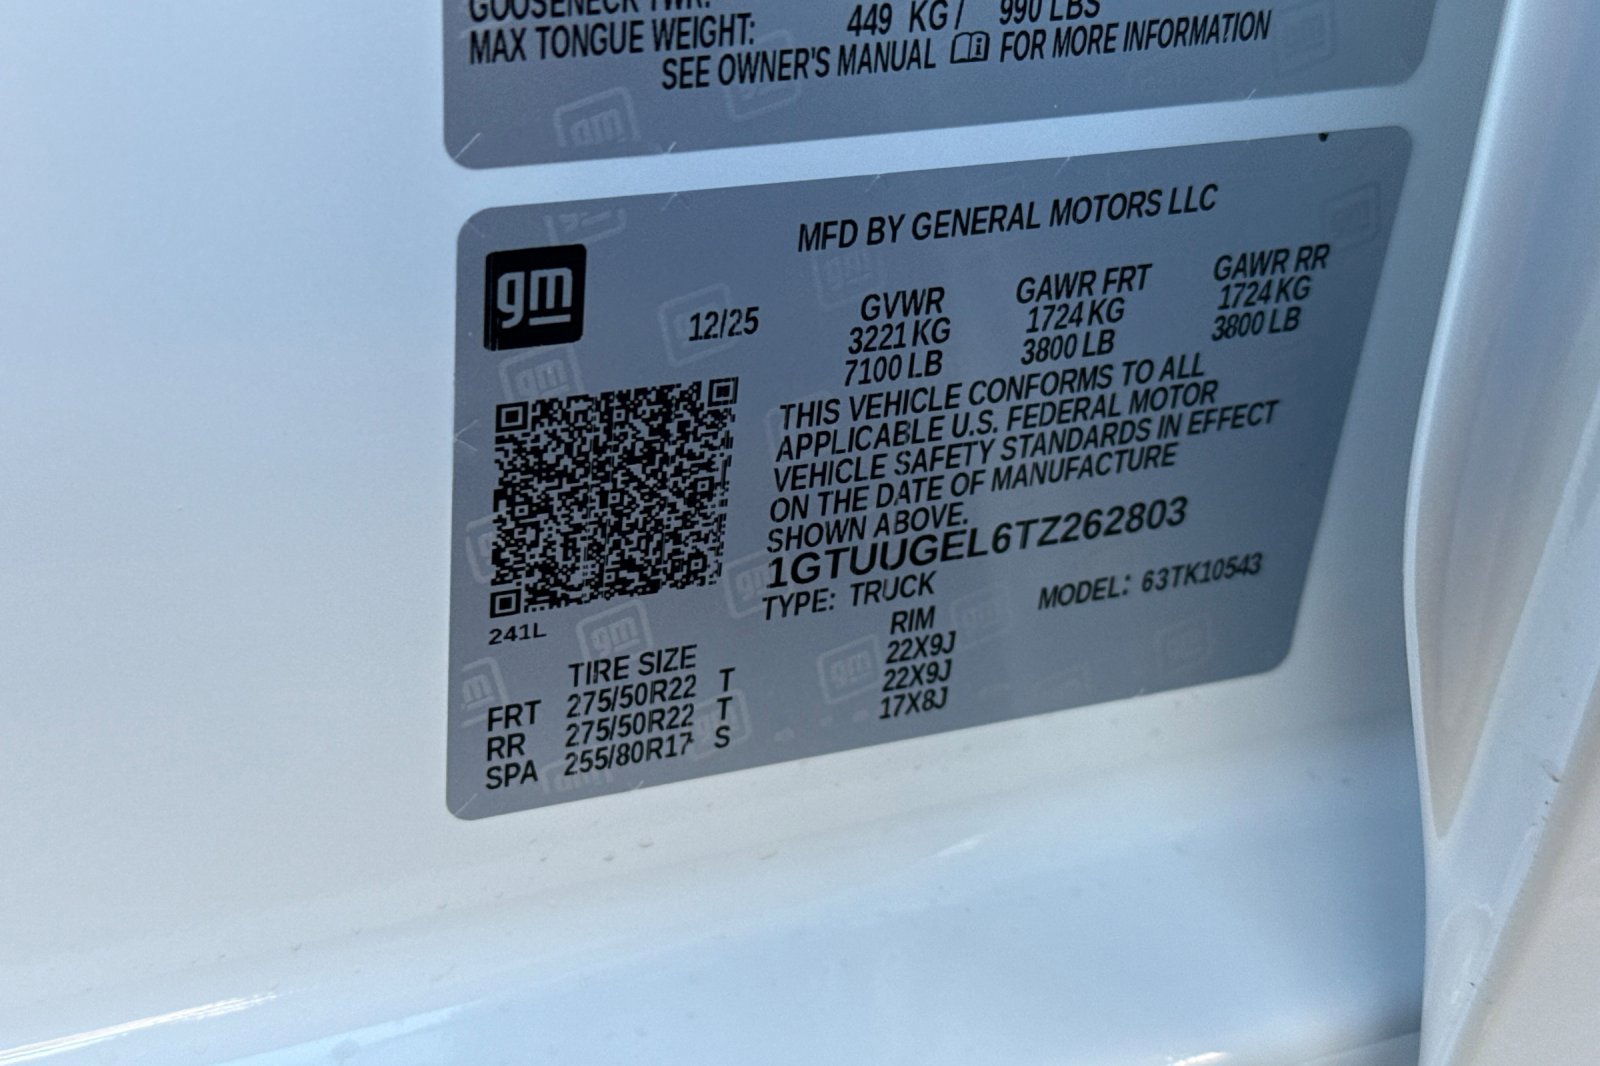 GOOSENECK TWR:
MAX TONGUE WEIGHT: 449 KG / 990 LBS
SEE OWNER'S MANUAL FOR MORE INFORMATION
MFD BY GENERAL MOTORS LLC
gm
12/25 GVWR GAWR FRT GAWR RR
3221 KG 1724 KG 1724 KG
7100 LB 3800 LB 3800 LB
THIS VEHICLE CONFORMS TO ALL
APPLICABLE U.S. FEDERAL MOTOR
VEHICLE SAFETY STANDARDS IN EFFECT
ON THE DATE OF MANUFACTURE
SHOWN ABOVE.
1GTUUGEL6TZ262803
TYPE: TRUCK MODEL: 63TK10543
241L
TIRE SIZE RIM
FRT 275/50R22 T 22X9J
RR 275/50R22 T 22X9J
SPA 255/80R17 S 17X8J